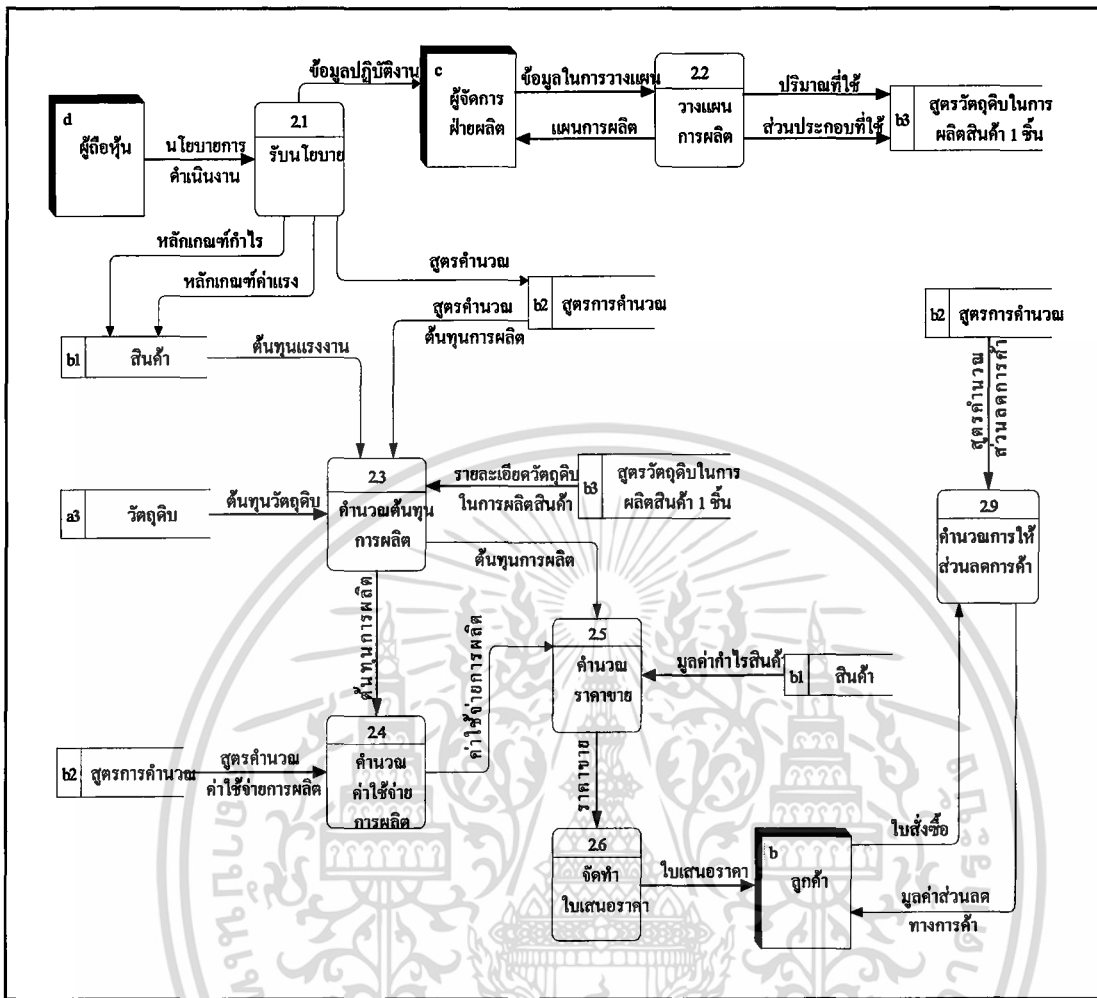 ข้อมูลปฏิบัติงาน
c
ผู้จัดการ
ฝ่ายผลิต
ข้อมูลในการวางแผน
แผนการผลิต
2.2
วางแผน
การผลิต
ปริมาณที่ใช้
ส่วนประกอบที่ใช้
b3
สูตรวัตถุดิบในการ
ผลิตสินค้า 1 ชิ้น
d
ผู้ถือหุ้น
นโยบายการ
ดำเนินงาน
2.1
รับนโยบาย
หลักเกณฑ์กำไร
หลักเกณฑ์ค่าแรง
สูตรคำนวณ
b2
สูตรการคำนวณ
สูตรคำนวณ
ต้นทุนการผลิต
b2
สูตรการคำนวณ
b1
สินค้า
ต้นทุนแรงงาน
สูตรคำนวณ
ส่วนลดการค้า
2.3
คำนวณต้นทุน
การผลิต
a3
วัตถุดิบ
ต้นทุนวัตถุดิบ
รายละเอียดวัตถุดิบ
ในการผลิตสินค้า
b3
สูตรวัตถุดิบในการ
ผลิตสินค้า 1 ชิ้น
2.9
คำนวณการให้
ส่วนลดการค้า
ต้นทุนการผลิต
ต้นทุนการผลิต
ค่าใช้จ่ายการผลิต
2.5
คำนวณ
ราคาขาย
มูลค่ากำไรสินค้า
b1
สินค้า
b2
สูตรการคำนวณ
สูตรคำนวณ
ค่าใช้จ่ายการผลิต
2.4
คำนวณ
ค่าใช้จ่าย
การผลิต
ราคาขาย
2.6
จัดทำ
ใบเสนอราคา
ใบเสนอราคา
b
ลูกค้า
ใบสั่งซื้อ
มูลค่าส่วนลด
ทางการค้า